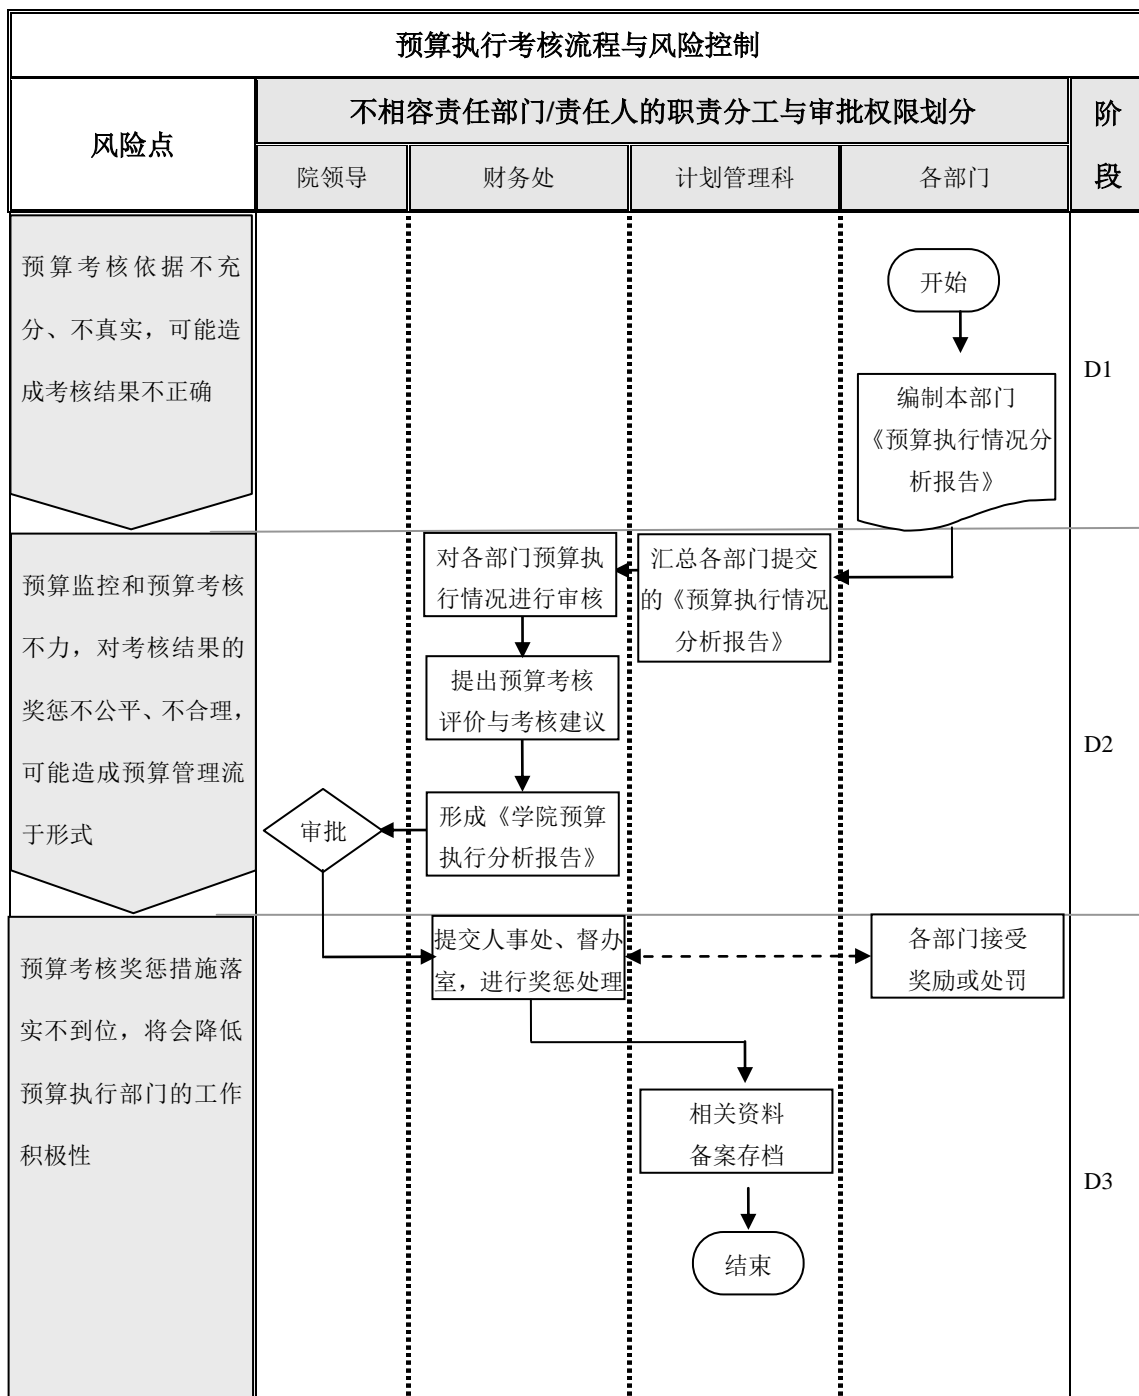 预算执行考核流程与风险控制
风险点
不相容责任部门/责任人的职责分工与审批权限划分
阶
段
院领导
财务处
计划管理科
各部门
预算考核依据不充
分、不真实，可能造
成考核结果不正确
开始
编制本部门
《预算执行情况分
析报告》
D1
预算监控和预算考核
不力，对考核结果的
奖惩不公平、不合理，
可能造成预算管理流
于形式
对各部门预算执
行情况进行审核
汇总各部门提交
的《预算执行情况
分析报告》
提出预算考核
评价与考核建议
形成《学院预算
执行分析报告》
审批
D2
预算考核奖惩措施落
实不到位，将会降低
预算执行部门的工作
积极性
提交人事处、督办
室，进行奖惩处理
各部门接受
奖励或处罚
相关资料
备案存档
结束
D3